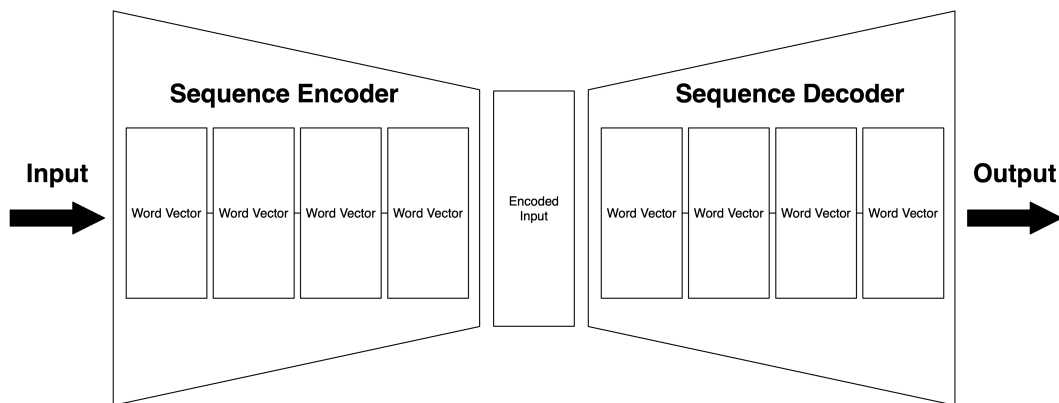 Sequence Encoder
Sequence Decoder
Input
Output
Word Vector
Word Vector
Word Vector
Word Vector
Encoded
Input
Word Vector
Word Vector
Word Vector
Word Vector